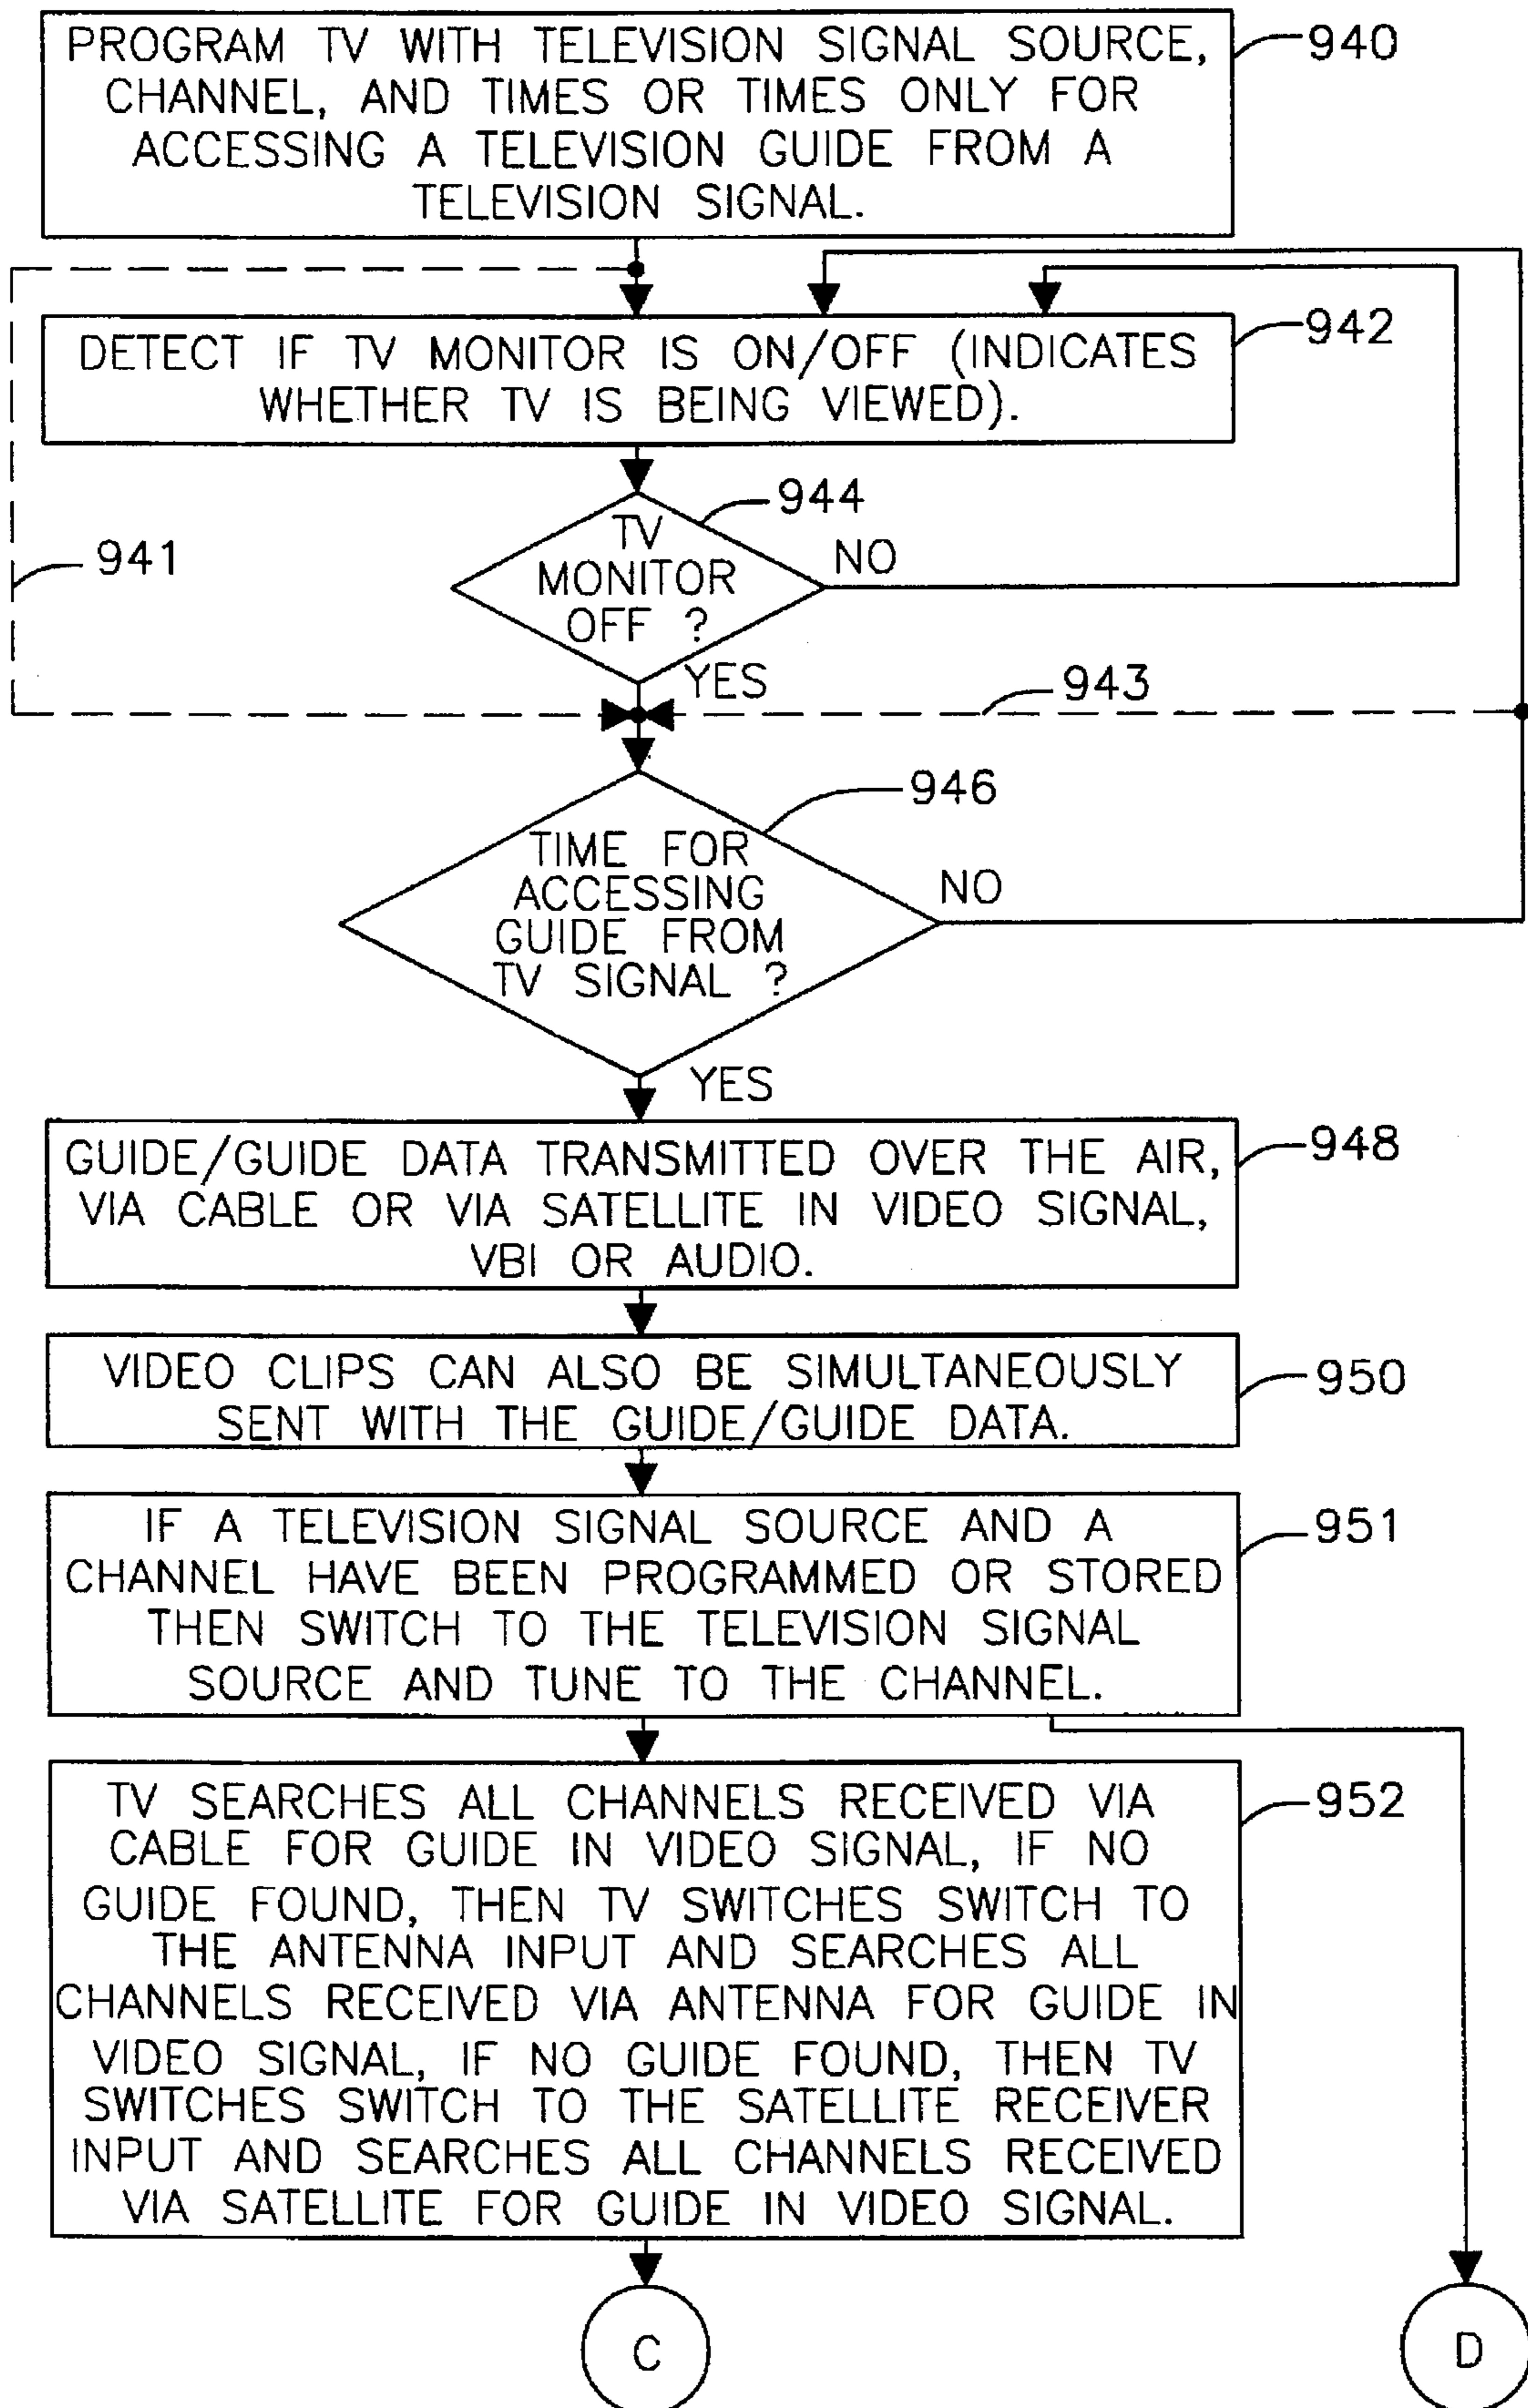 PROGRAM TV WITH TELEVISION SIGNAL SOURCE,
CHANNEL, AND TIMES OR TIMES ONLY FOR
ACCESSING A TELEVISION GUIDE FROM A
TELEVISION SIGNAL.
940
DETECT IF TV MONITOR IS ON/OFF (INDICATES
WHETHER TV IS BEING VIEWED).
942
944
TV
MONITOR
OFF ?
NO
941
YES
943
946
TIME FOR
ACCESSING
GUIDE FROM
TV SIGNAL ?
NO
YES
GUIDE/GUIDE DATA TRANSMITTED OVER THE AIR,
VIA CABLE OR VIA SATELLITE IN VIDEO SIGNAL,
VBI OR AUDIO.
948
VIDEO CLIPS CAN ALSO BE SIMULTANEOUSLY
SENT WITH THE GUIDE/GUIDE DATA.
950
IF A TELEVISION SIGNAL SOURCE AND A
CHANNEL HAVE BEEN PROGRAMMED OR STORED
THEN SWITCH TO THE TELEVISION SIGNAL
SOURCE AND TUNE TO THE CHANNEL.
951
TV SEARCHES ALL CHANNELS RECEIVED VIA
CABLE FOR GUIDE IN VIDEO SIGNAL, IF NO
GUIDE FOUND, THEN TV SWITCHES SWITCH TO
THE ANTENNA INPUT AND SEARCHES ALL
CHANNELS RECEIVED VIA ANTENNA FOR GUIDE IN
VIDEO SIGNAL, IF NO GUIDE FOUND, THEN TV
SWITCHES SWITCH TO THE SATELLITE RECEIVER
INPUT AND SEARCHES ALL CHANNELS RECEIVED
VIA SATELLITE FOR GUIDE IN VIDEO SIGNAL.
952
C
D